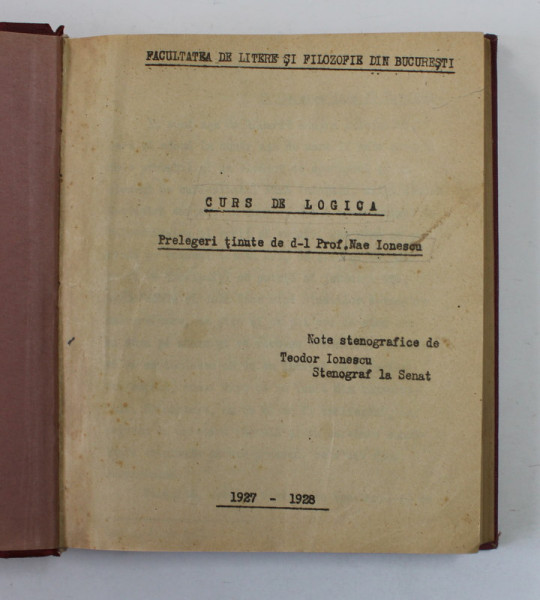 FACULTATEA DE LITERE ŞI FILOZOFIE DIN BUCUREŞTI
CURS DE LOGICA
Prelegeri ţinute de d-l Prof.Nae Ionescu
Note stenografice de
Teodor Ionescu
Stenograf la Senat
1927 - 1928